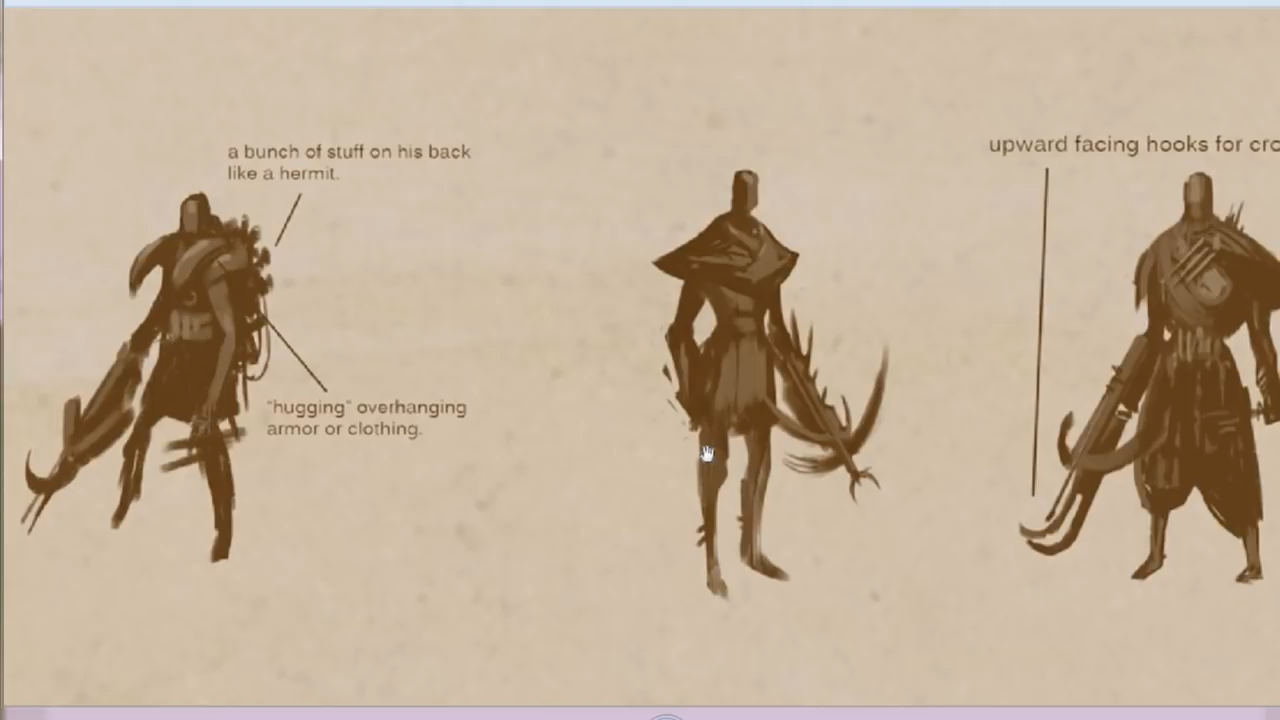 a bunch of stuff on his back
like a hermit.
"hugging" overhanging
armor or clothing.
upward facing hooks for